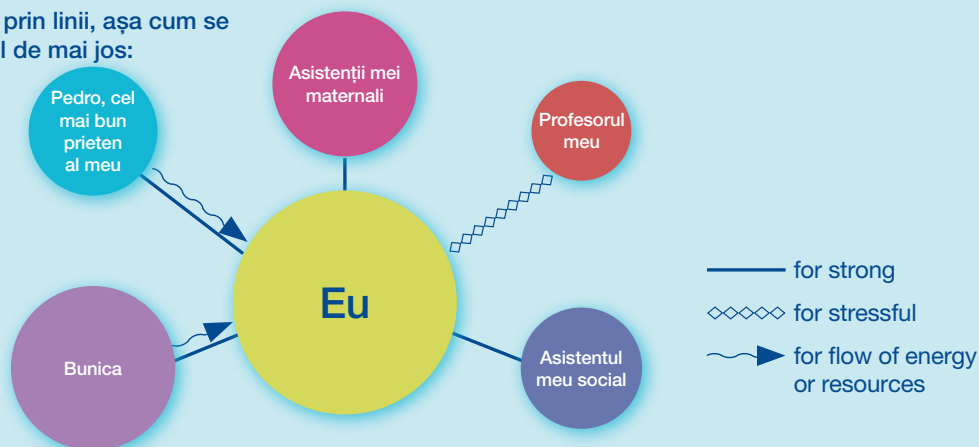 prin linii, așa cum se
l de mai jos:
Pedro, cel
mai bun
prieten
al meu
Asistenții mei
maternali
Profesorul
meu
Eu
Bunica
Asistentul
meu social
for strong
for stressful
for flow of energy
or resources